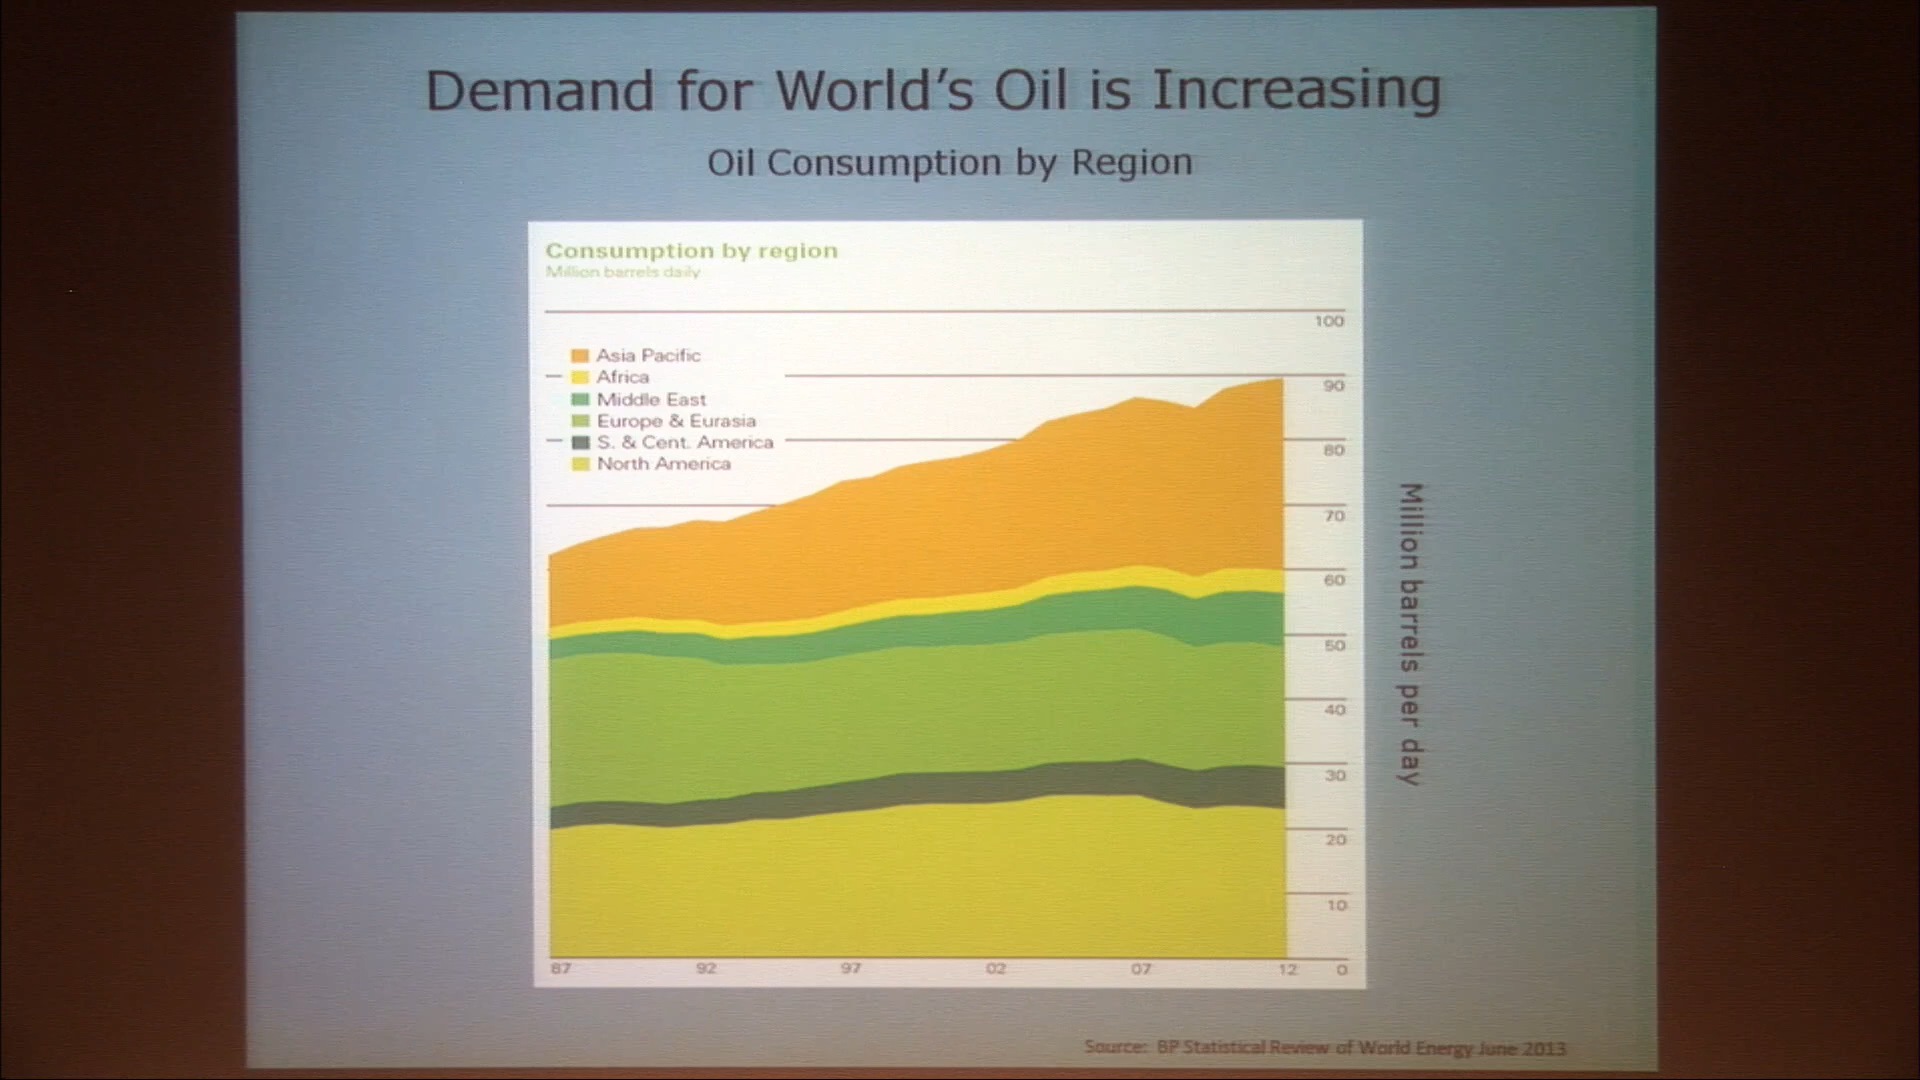 Demand for World's Oil is Increasing
Oil Consumption by Region
Consumption by region
Million barrels daily
100
Asia Pacific
Africa
90
Middle East
Europe & Eurasia
S. & Cent. America
80
North America
70
60
50
40
30
20
10
87 92 97 02 07 12 0
Million barrels per day
Source: BP Statistical Review of World Energy June 2013